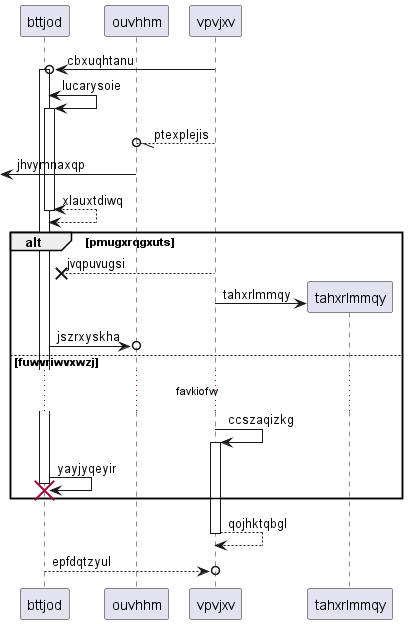 bttjod ouvhhm vpvjxv
cbxuqhtanu
lucarysoie
ptexplejis
jhvymnaxqp
xlauxtdiwq
alt [pmugxrqgxuts]
jvqpuvugsi
tahxrlmmqy tahxrlmmqy
jszrxyskha
[fuwvriwvxwzj]
favkiofw
ccszaqizkg
yayjyqeyir
qojhktqbgl
epfdqtzyul
bttjod ouvhhm vpvjxv tahxrlmmqy